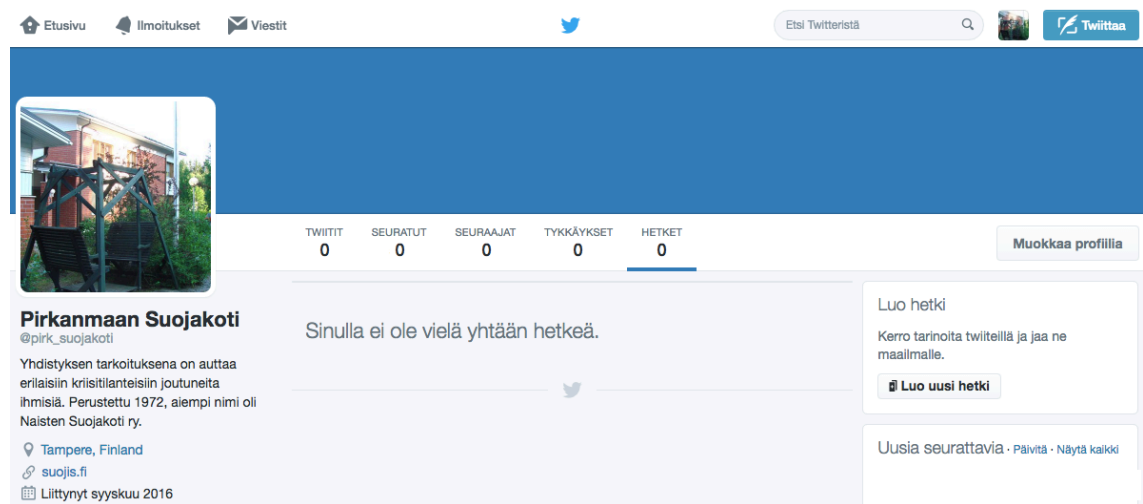 Etusivu Ilmoitukset Viestit Etsi Twitteristä Twiittaa
TWIITIT SEURATUT SEURAAJAT TYKKÄYKSET HETKET
0 0 0 0 0
Muokkaa profiilia
Pirkanmaan Suojakoti
@pirk_suojakoti
Yhdistyksen tarkoituksena on auttaa
erilaisiin kriisitilanteisiin joutuneita
ihmisiä. Perustettu 1972, aiempi nimi oli
Naisten Suojakoti ry.
Tampere, Finland
suojis.fi
Liittynyt syyskuu 2016
Sinulla ei ole vielä yhtään hetkeä.
Luo hetki
Kerro tarinoita twiiteillä ja jaa ne
maailmalle.
Luo uusi hetki
Uusia seurattavia · Päivitä · Näytä kaikki